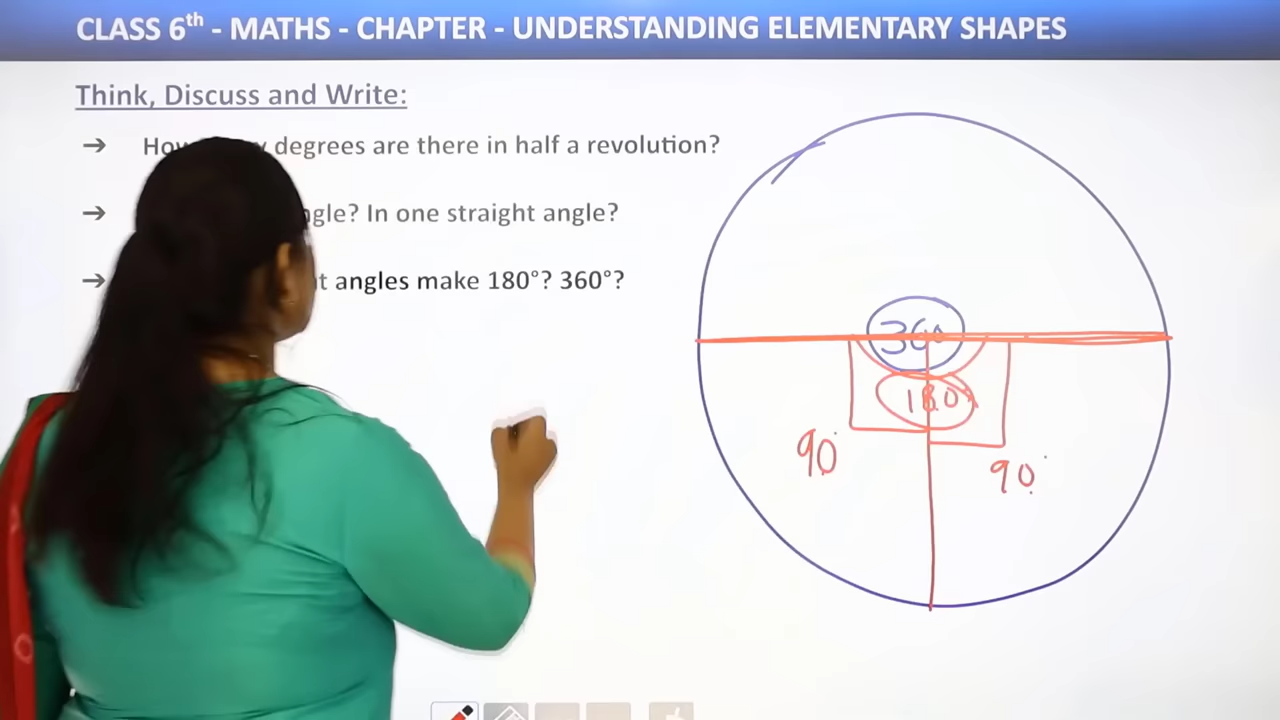 CLASS 6th - MATHS - CHAPTER - UNDERSTANDING ELEMENTARY SHAPES
Think, Discuss and Write:
➔ degrees are there in half a revolution?
➔ In one straight angle?
➔ angles make 180°? 360°?
360
180
90°
90°